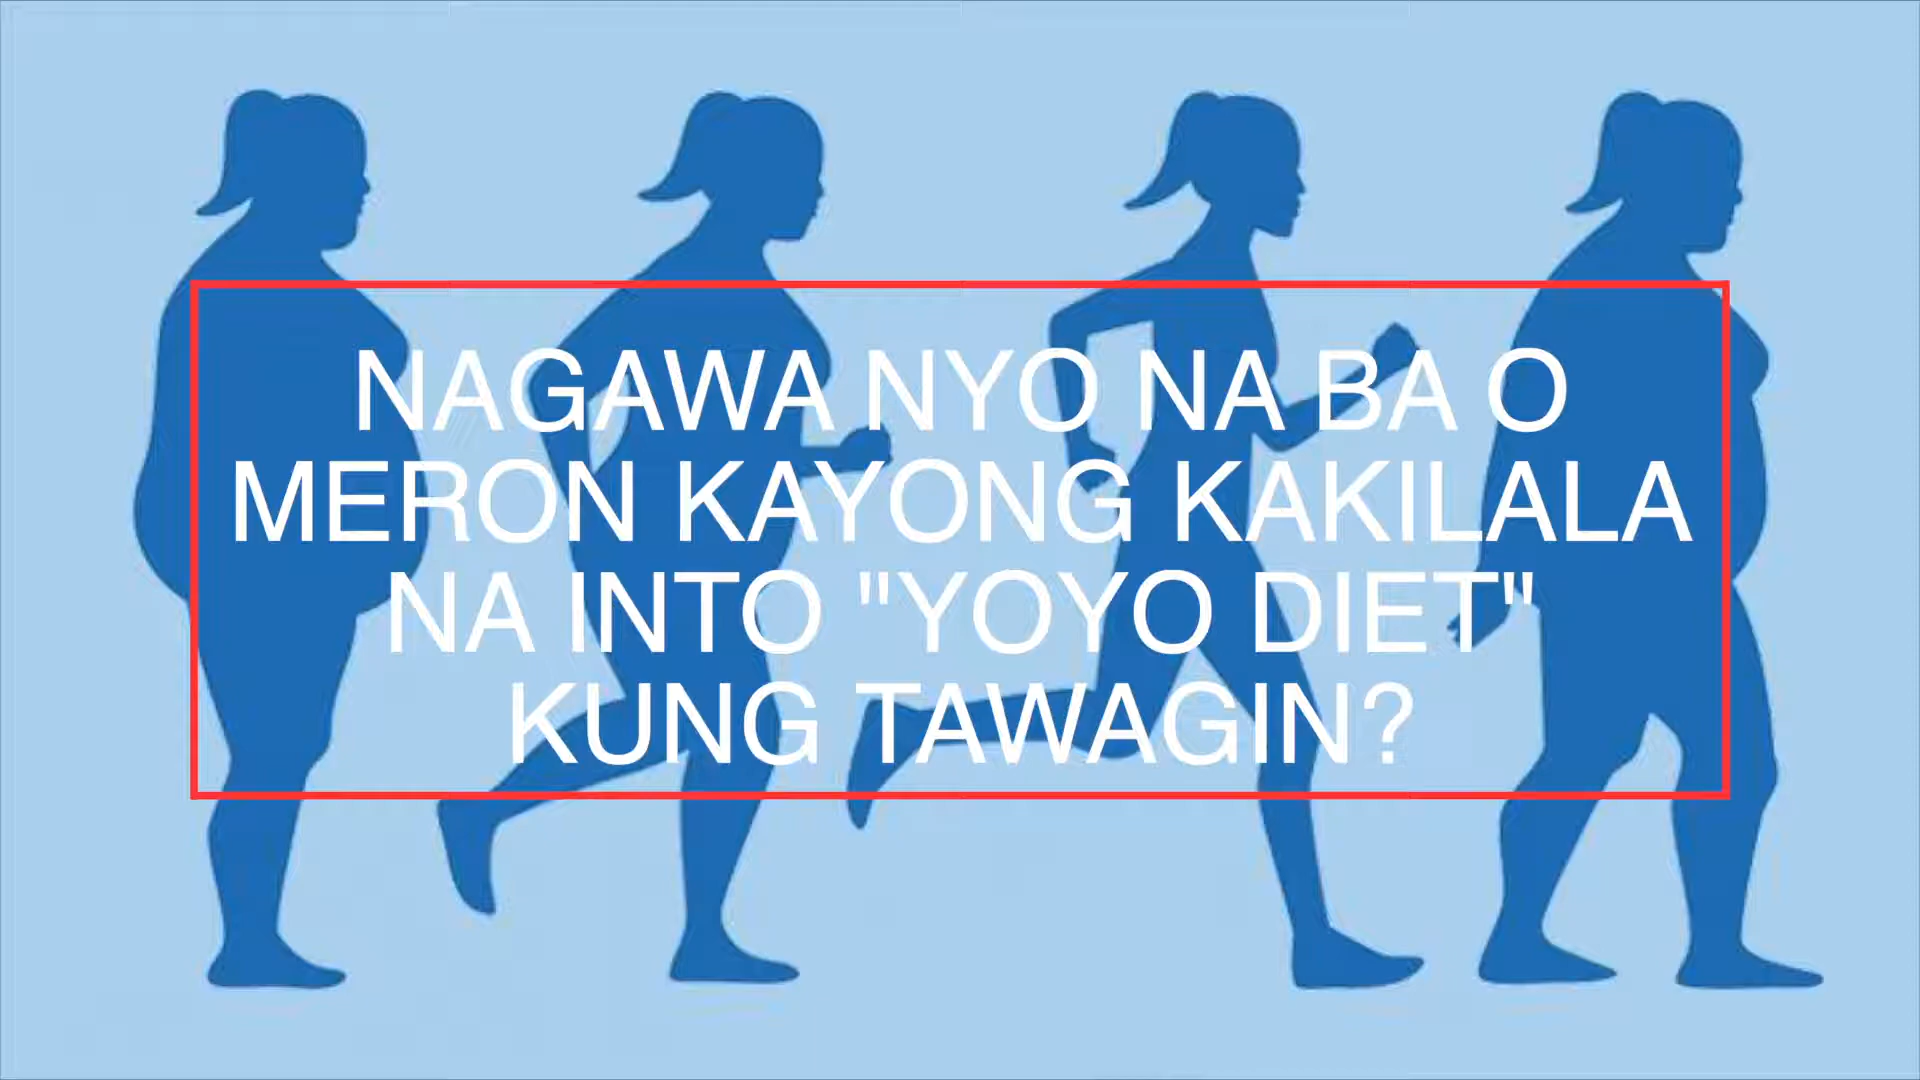 NAGAWA NYO NA BA O
MERON KAYONG KAKILALA
NA INTO "YOYO DIET"
KUNG TAWAGIN?